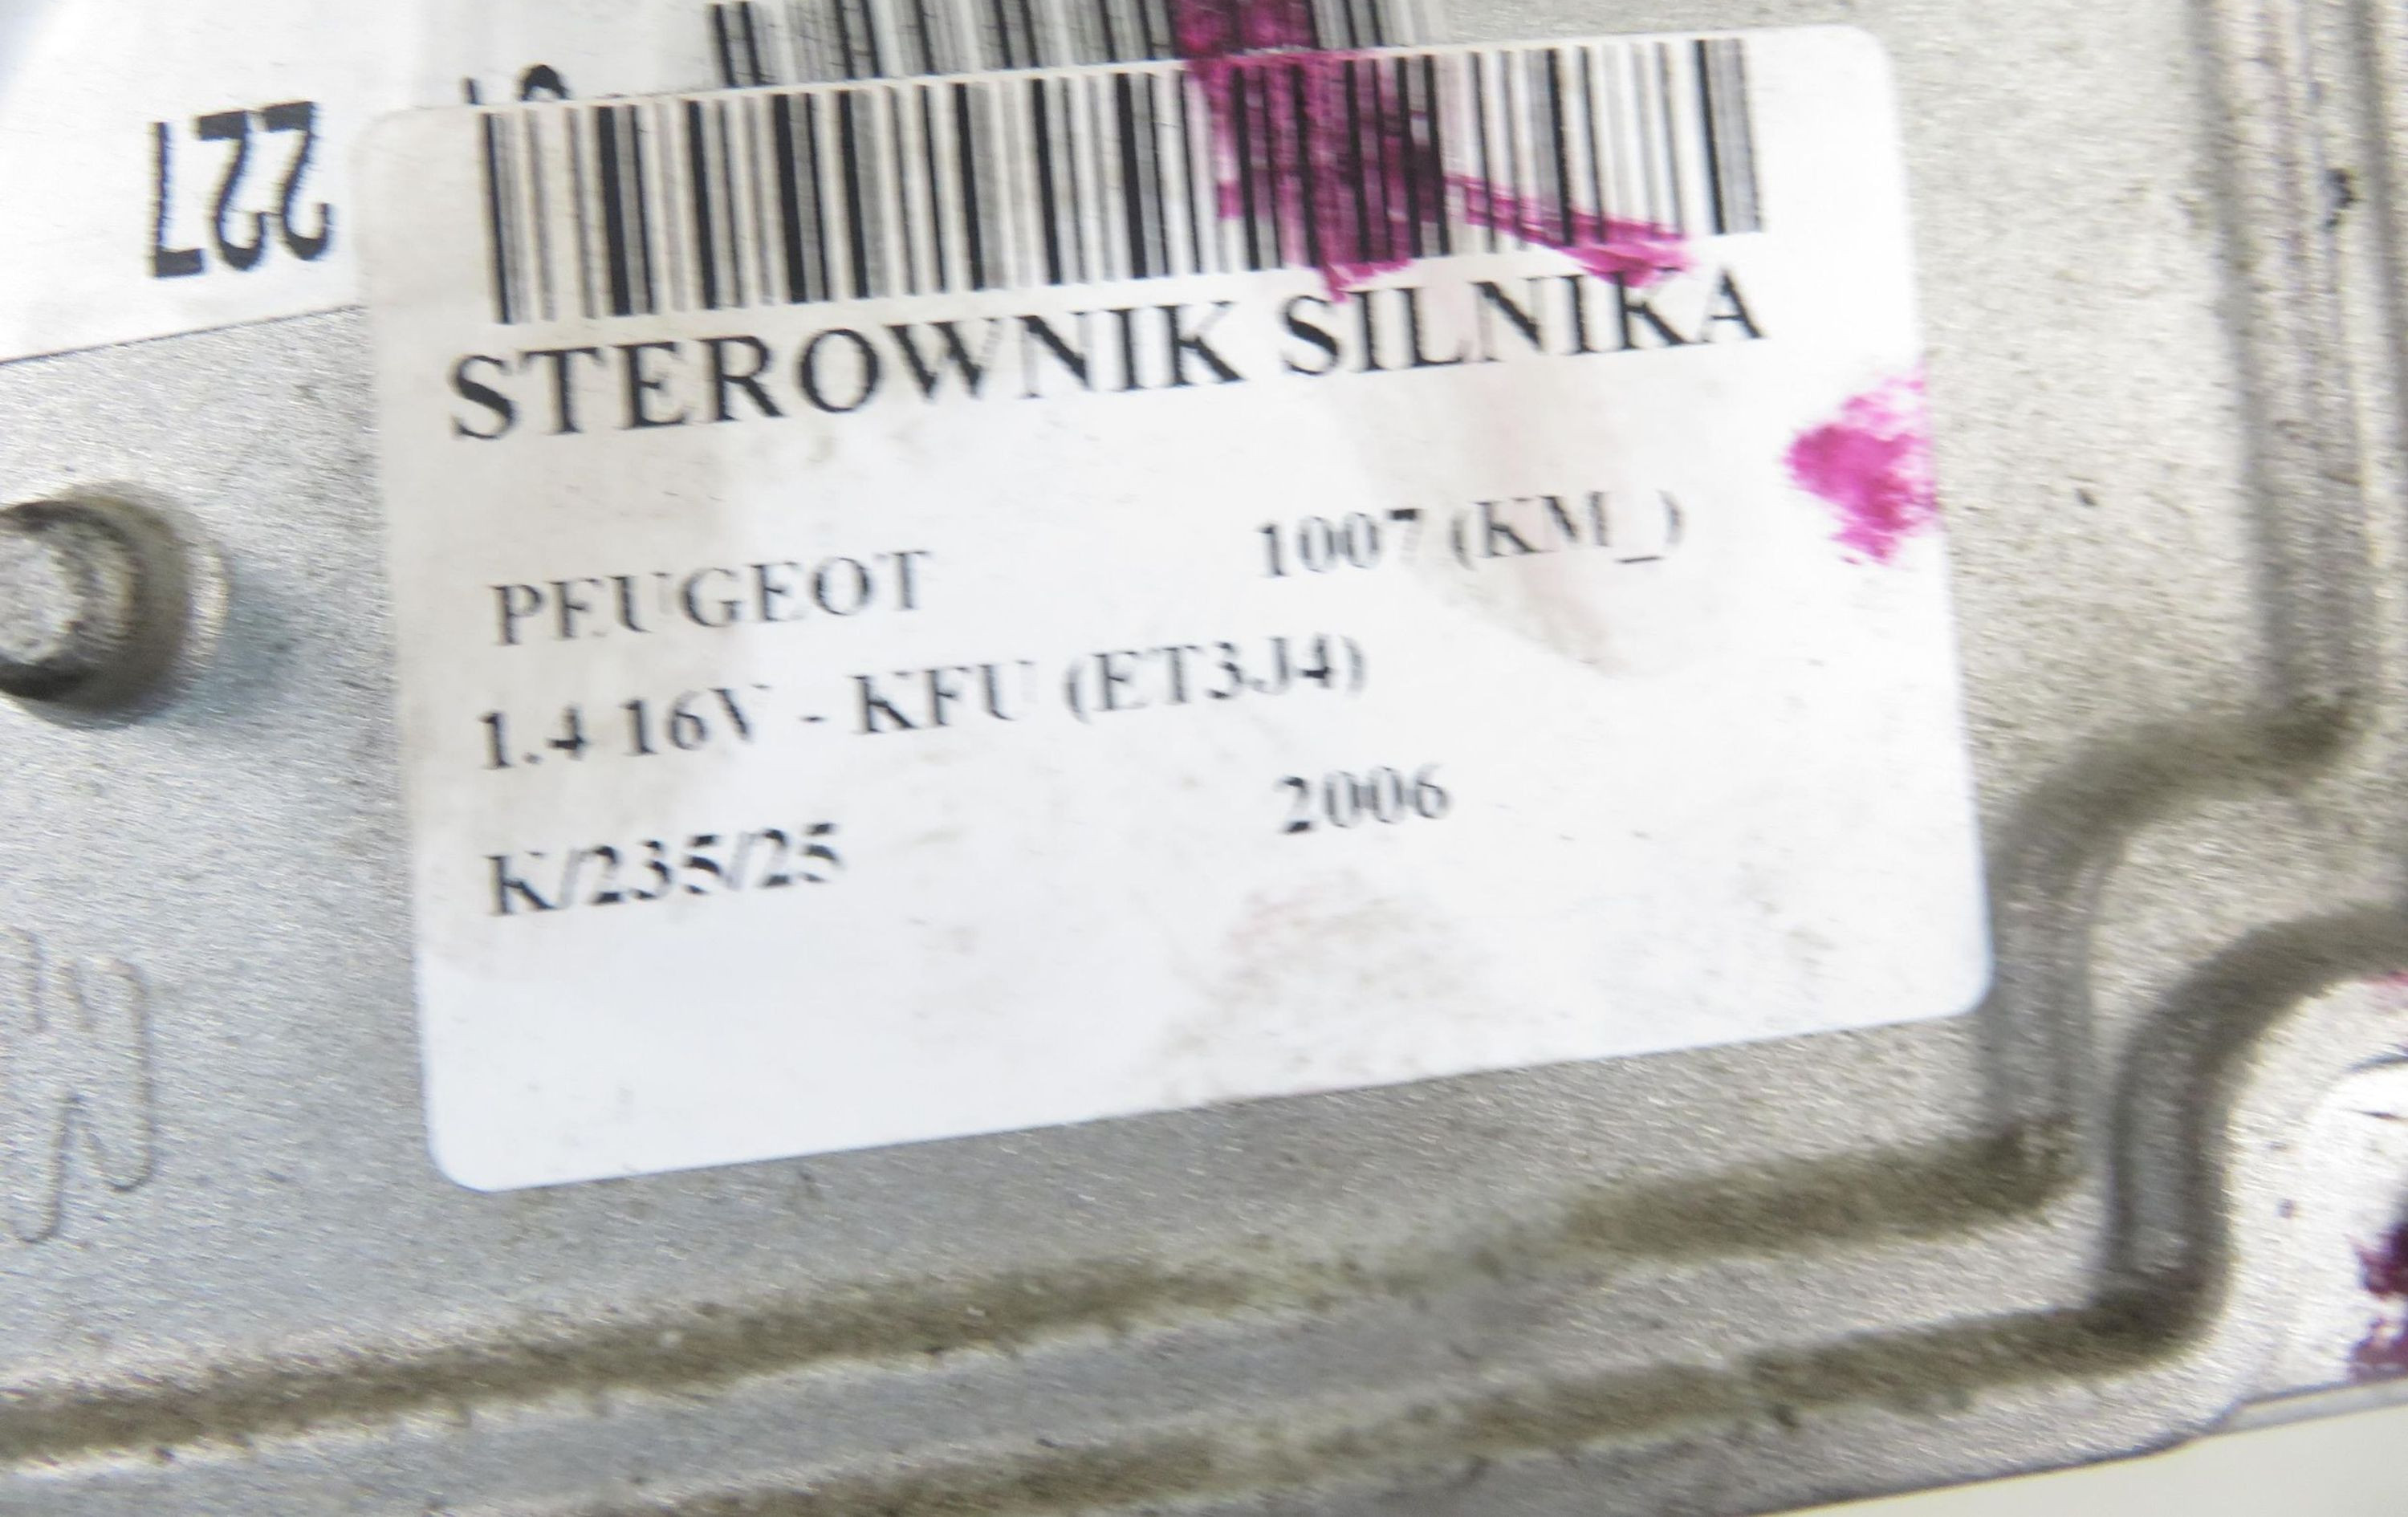 227
STEROWNIK SILNIKA
PEUGEOT 1007 (KM_)
1.4 16V - KFU (ET3J4)
K/235/25 2006